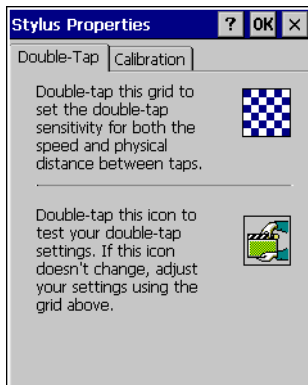 Stylus Properties ? OK ×
Double-Tap Calibration
Double-tap this grid to
set the double-tap
sensitivity for both the
speed and physical
distance between taps.
Double-tap this icon to
test your double-tap
settings. If this icon
doesn't change, adjust
your settings using the
grid above.